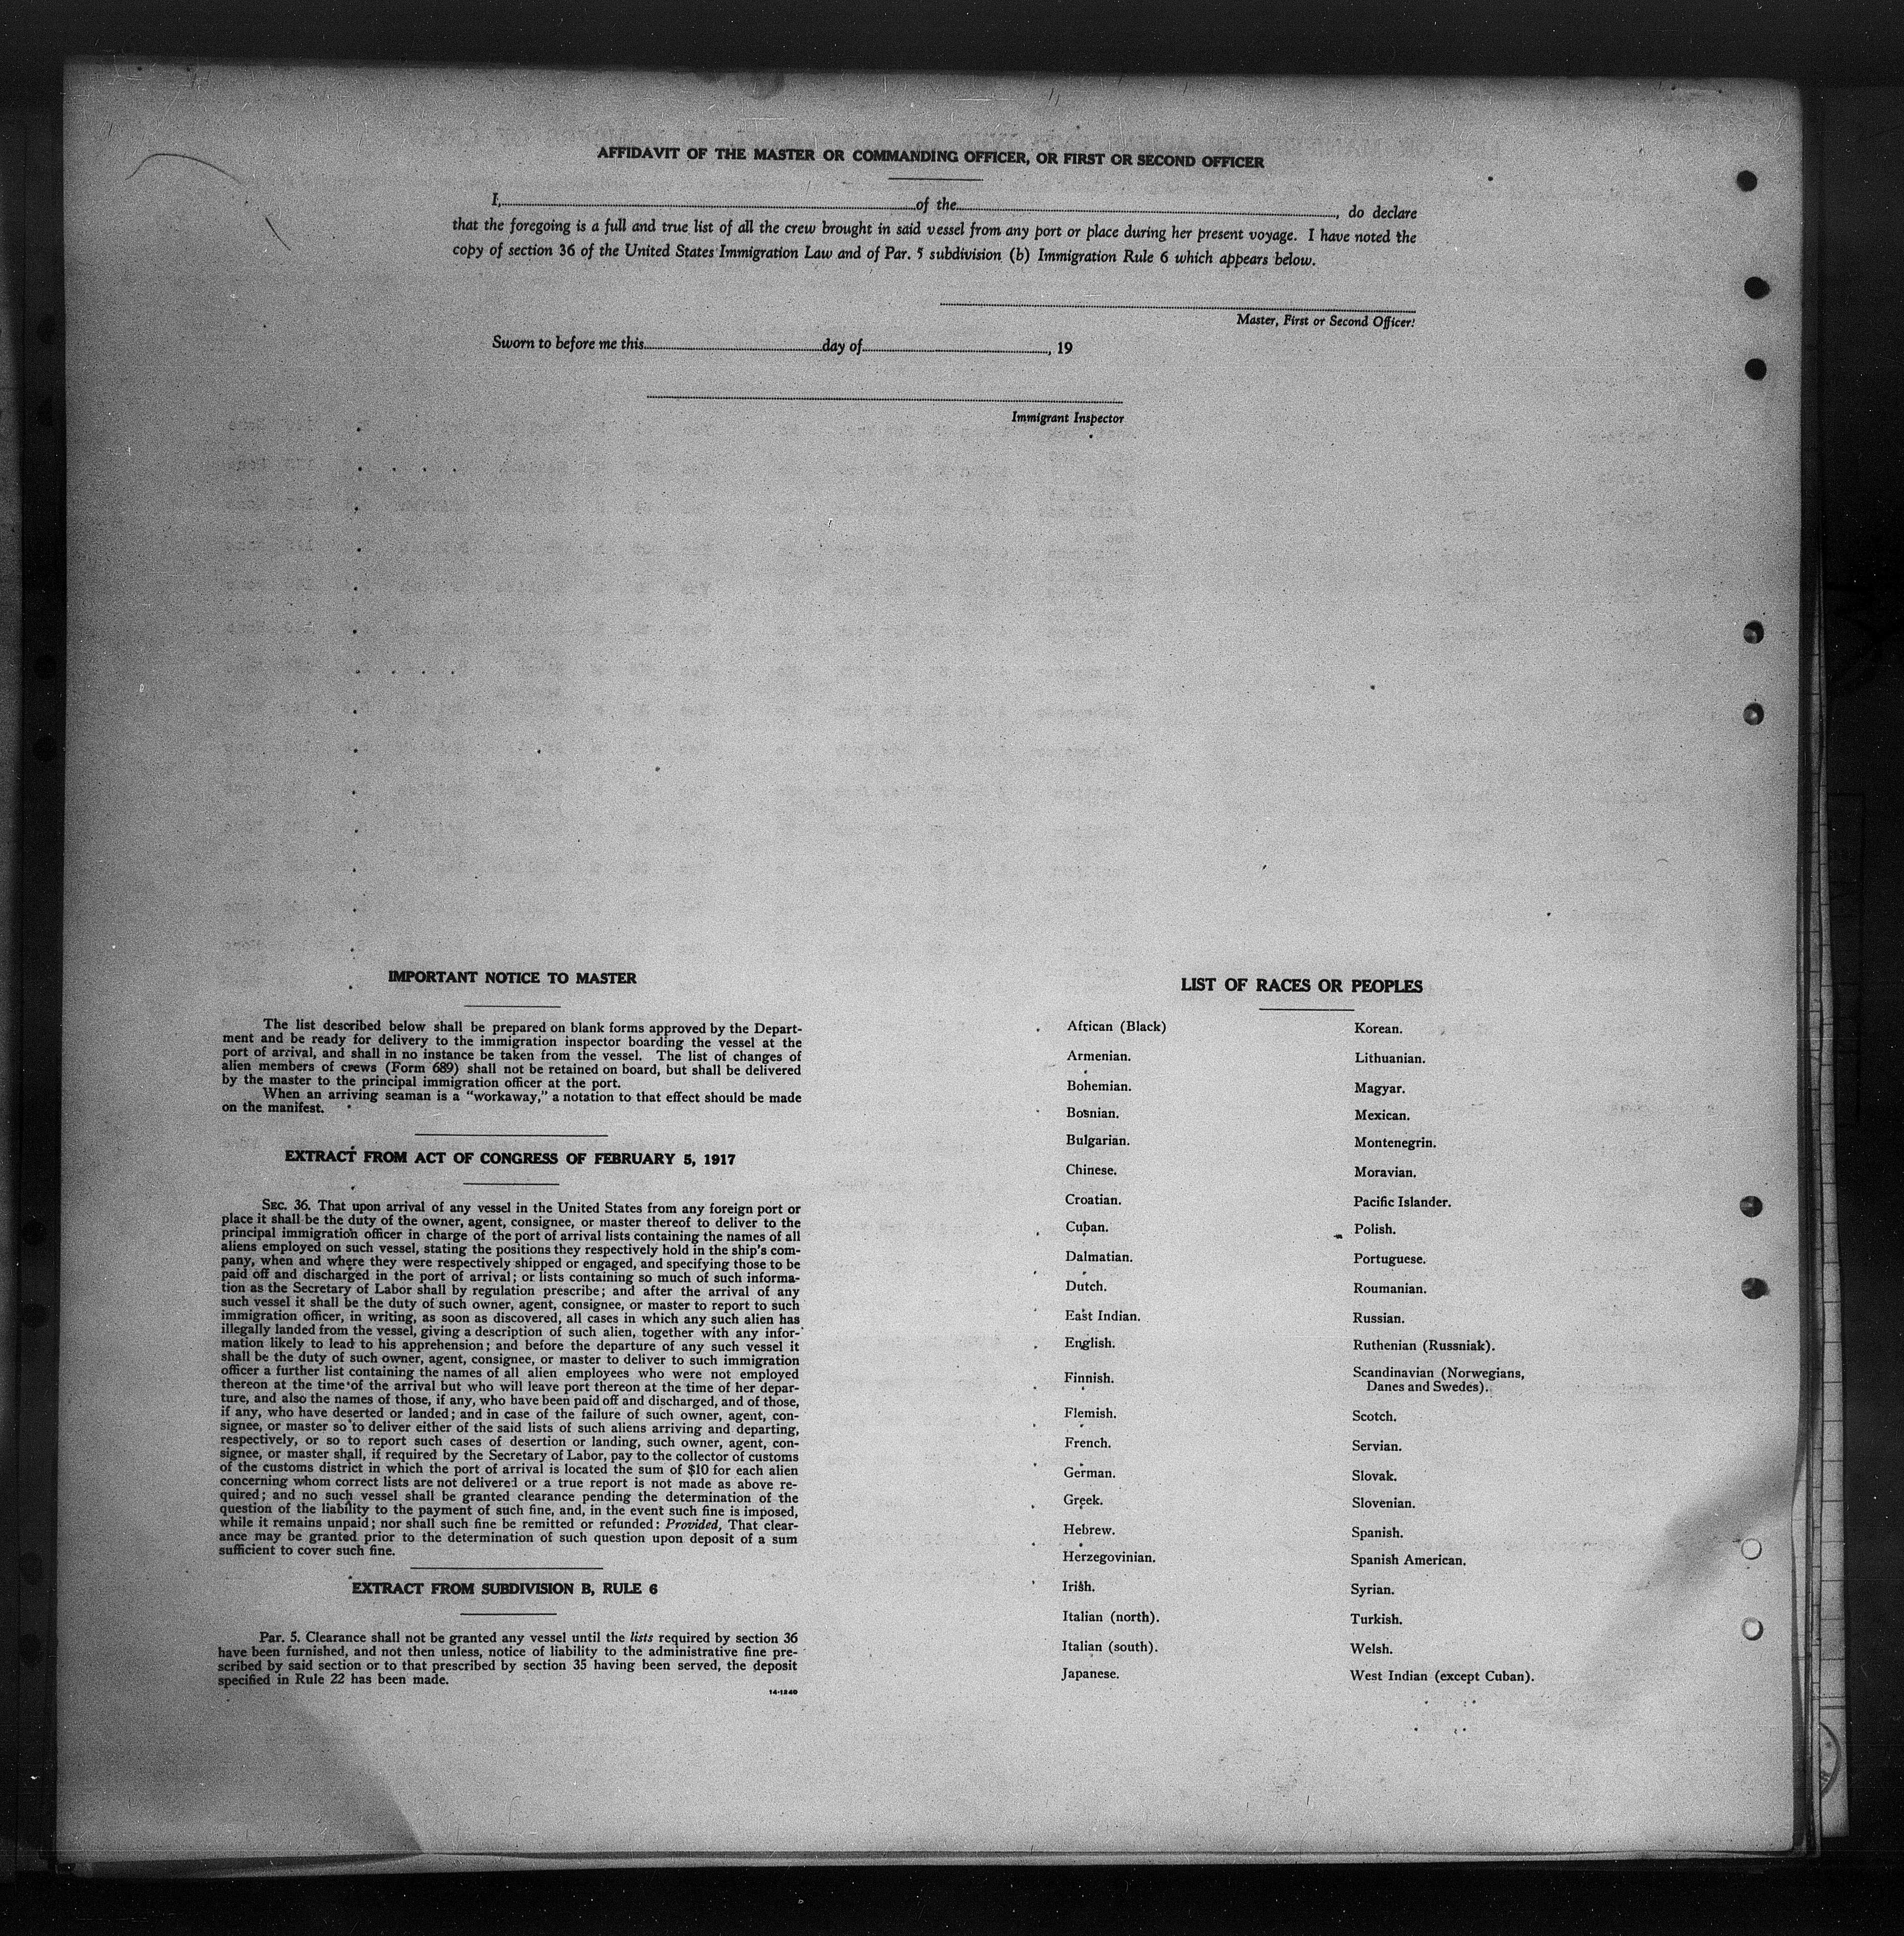 AFFIDAVIT OF THE MASTER OR COMMANDING OFFICER, OR FIRST OR SECOND OFFICER
I, of the , do declare
that the foregoing is a full and true list of all the crew brought in said vessel from any port or place during her present voyage. I have noted the
copy of section 36 of the United States Immigration Law and of Par. 5 subdivision (b) Immigration Rule 6 which appears below.
Master, First or Second Officer.
Sworn to before me this day of , 19
Immigrant Inspector
IMPORTANT NOTICE TO MASTER
The list described below shall be prepared on blank forms approved by the Depart-
ment and be ready for delivery to the immigration inspector boarding the vessel at the
port of arrival, and shall in no instance be taken from the vessel. The list of changes of
alien members of crews (Form 689) shall not be retained on board, but shall be delivered
by the master to the principal immigration officer at the port.
When an arriving seaman is a "workaway," a notation to that effect should be made
on the manifest.
EXTRACT FROM ACT OF CONGRESS OF FEBRUARY 5, 1917
SEC. 36. That upon arrival of any vessel in the United States from any foreign port or
place it shall be the duty of the owner, agent, consignee, or master thereof to deliver to the
principal immigration officer in charge of the port of arrival lists containing the names of all
aliens employed on such vessel, stating the positions they respectively hold in the ship's com-
pany, when and where they were respectively shipped or engaged, and specifying those to be
paid off and discharged in the port of arrival; or lists containing so much of such informa-
tion as the Secretary of Labor shall by regulation prescribe; and after the arrival of any
such vessel it shall be the duty of such owner, agent, consignee, or master to report to such
immigration officer, in writing, as soon as discovered, all cases in which any such alien has
illegally landed from the vessel, giving a description of such alien, together with any infor-
mation likely to lead to his apprehension; and before the departure of any such vessel it
shall be the duty of such owner, agent, consignee, or master to deliver to such immigration
officer a further list containing the names of all alien employees who were not employed
thereon at the time of the arrival but who will leave port thereon at the time of her depar-
ture, and also the names of those, if any, who have been paid off and discharged, and of those,
if any, who have deserted or landed; and in case of the failure of such owner, agent, con-
signee, or master so to deliver either of the said lists of such aliens arriving and departing,
respectively, or so to report such cases of desertion or landing, such owner, agent, con-
signee, or master shall, if required by the Secretary of Labor, pay to the collector of customs
of the customs district in which the port of arrival is located the sum of $10 for each alien
concerning whom correct lists are not delivered or a true report is not made as above re-
quired; and no such vessel shall be granted clearance pending the determination of the
question of the liability to the payment of such fine, and, in the event such fine is imposed,
while it remains unpaid; nor shall such fine be remitted or refunded: Provided, That clear-
ance may be granted prior to the determination of such question upon deposit of a sum
sufficient to cover such fine.
EXTRACT FROM SUBDIVISION B, RULE 6
Par. 5. Clearance shall not be granted any vessel until the lists required by section 36
have been furnished, and not then unless, notice of liability to the administrative fine pre-
scribed by said section or to that prescribed by section 35 having been served, the deposit
specified in Rule 22 has been made.
14-1240
LIST OF RACES OR PEOPLES
African (Black)
Armenian.
Bohemian.
Bosnian.
Bulgarian.
Chinese.
Croatian.
Cuban.
Dalmatian.
Dutch.
East Indian.
English.
Finnish.
Flemish.
French.
German.
Greek.
Hebrew.
Herzegovinian.
Irish.
Italian (north).
Italian (south).
Japanese.
Korean.
Lithuanian.
Magyar.
Mexican.
Montenegrin.
Moravian.
Pacific Islander.
Polish.
Portuguese.
Roumanian.
Russian.
Ruthenian (Russniak).
Scandinavian (Norwegians,
Danes and Swedes).
Scotch.
Servian.
Slovak.
Slovenian.
Spanish.
Spanish American.
Syrian.
Turkish.
Welsh.
West Indian (except Cuban).